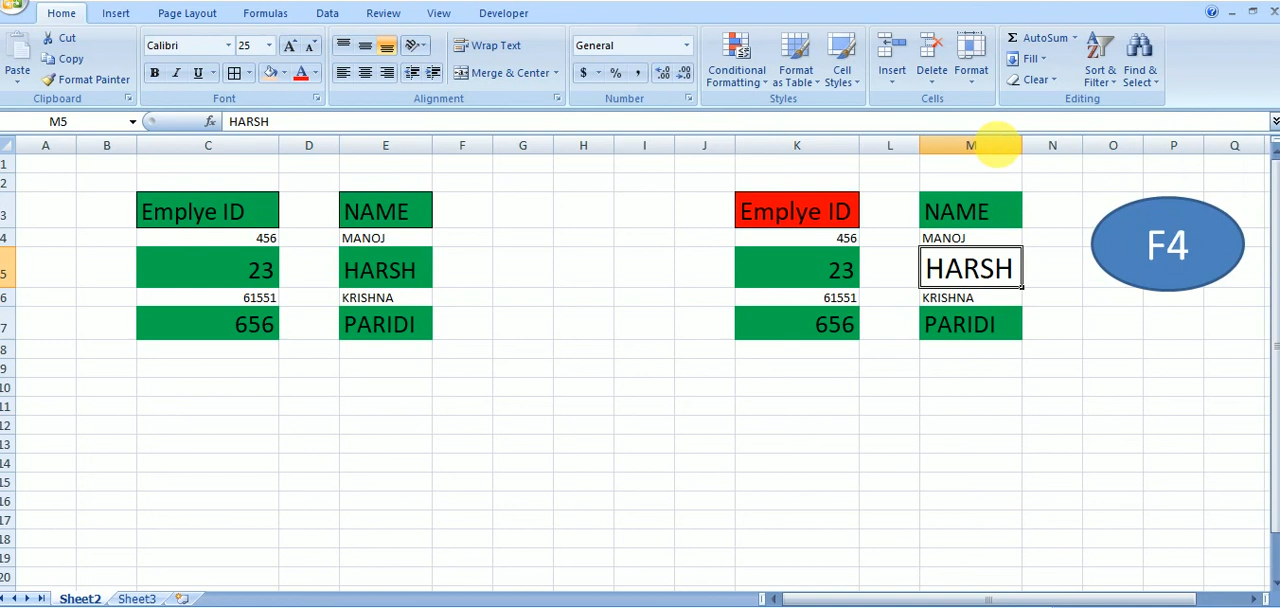 Home Insert Page Layout Formulas Data Review View Developer
Cut
Copy
Format Painter
Paste
Clipboard
Calibri 25 A A
B I U A
Font
Wrap Text
Merge & Center
Alignment
General
$ % , .0 .00 .00 .0
Number
Conditional Formatting
Format as Table
Cell Styles
Styles
Insert Delete Format
Cells
Σ AutoSum
Fill
Clear
Sort & Filter
Find & Select
Editing
M5 fx HARSH
A B C D E F G H I J K L M N O P Q
1
2
3 Emplye ID NAME Emplye ID NAME
4 456 MANOJ 456 MANOJ
5 23 HARSH 23 HARSH
6 61551 KRISHNA 61551 KRISHNA
7 656 PARIDI 656 PARIDI
F4
8
9
10
11
12
13
14
15
16
17
18
19
20
Sheet2 Sheet3